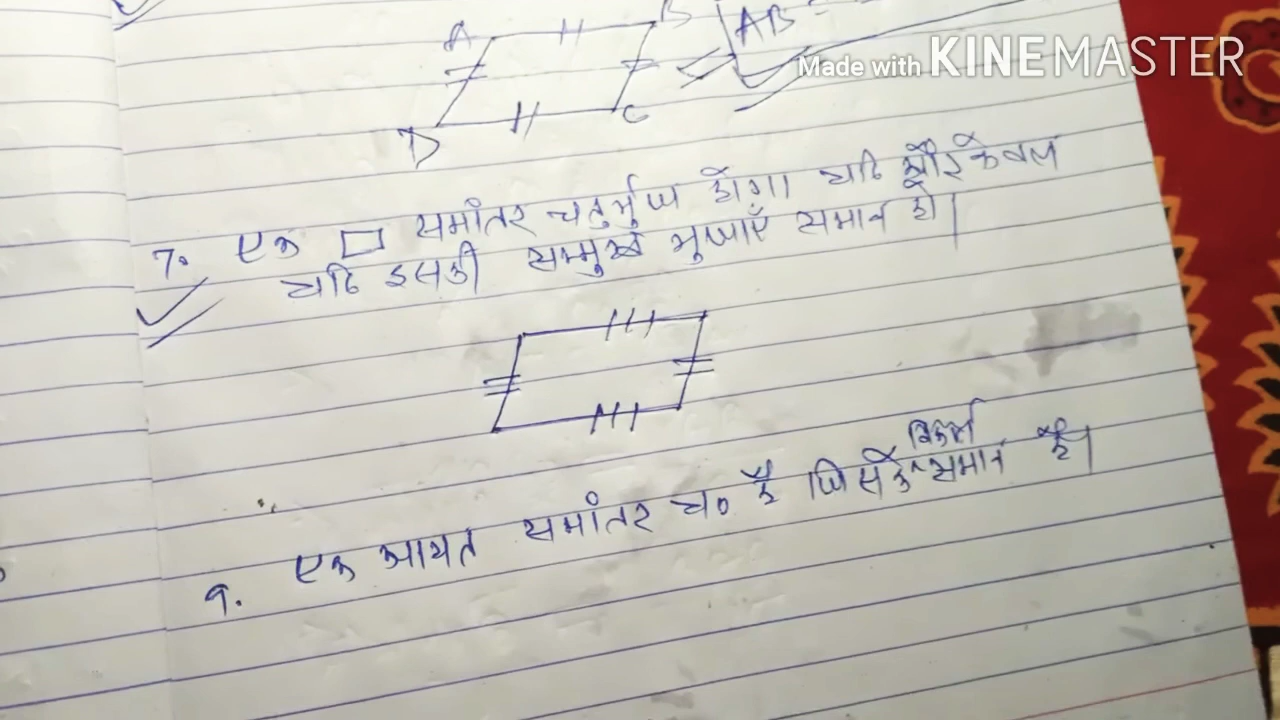 A B AB =
D C
Made with KINEMASTER
7. एक □ समांतर चतुर्भुज होगा यदि और केवल
यदि इसकी सम्मुख भुजाएँ समान हो।
विकर्ण
9. एक आयत समांतर च० है जिसके ^ समान है।